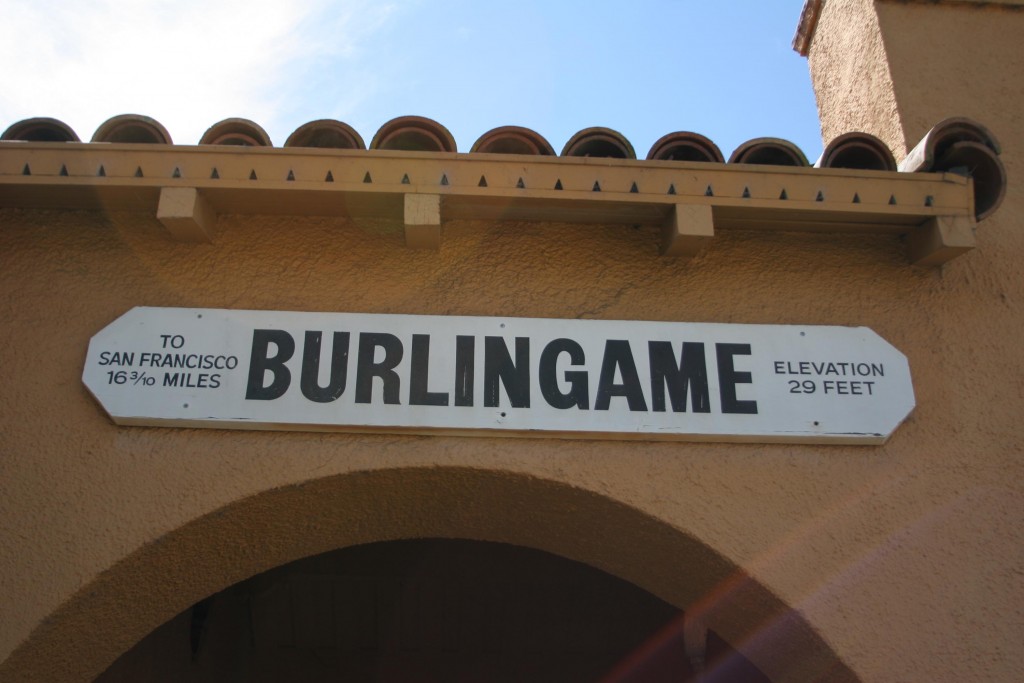 TO
SAN FRANCISCO
16 3/10 MILES
BURLINGAME
ELEVATION
29 FEET